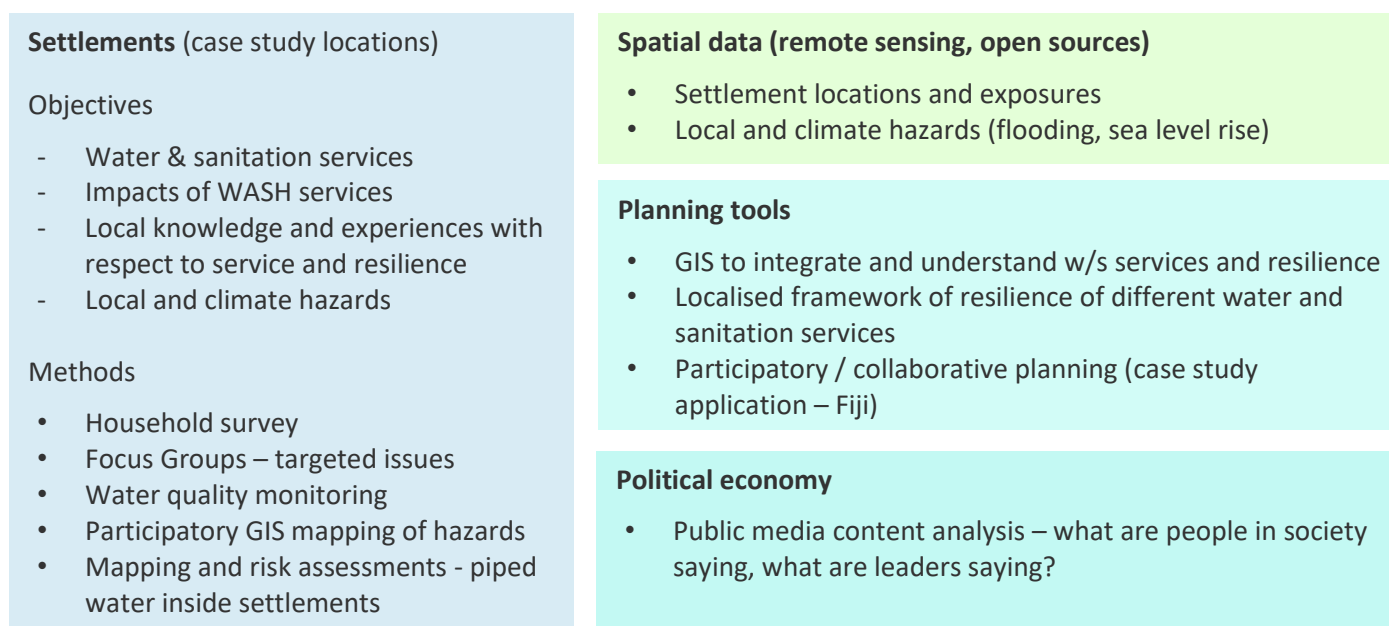 Settlements (case study locations)
Objectives
- Water & sanitation services
- Impacts of WASH services
- Local knowledge and experiences with
respect to service and resilience
- Local and climate hazards
Methods
• Household survey
• Focus Groups – targeted issues
• Water quality monitoring
• Participatory GIS mapping of hazards
• Mapping and risk assessments - piped
water inside settlements
Spatial data (remote sensing, open sources)
• Settlement locations and exposures
• Local and climate hazards (flooding, sea level rise)
Planning tools
• GIS to integrate and understand w/s services and resilience
• Localised framework of resilience of different water and
sanitation services
• Participatory / collaborative planning (case study
application – Fiji)
Political economy
• Public media content analysis – what are people in society
saying, what are leaders saying?